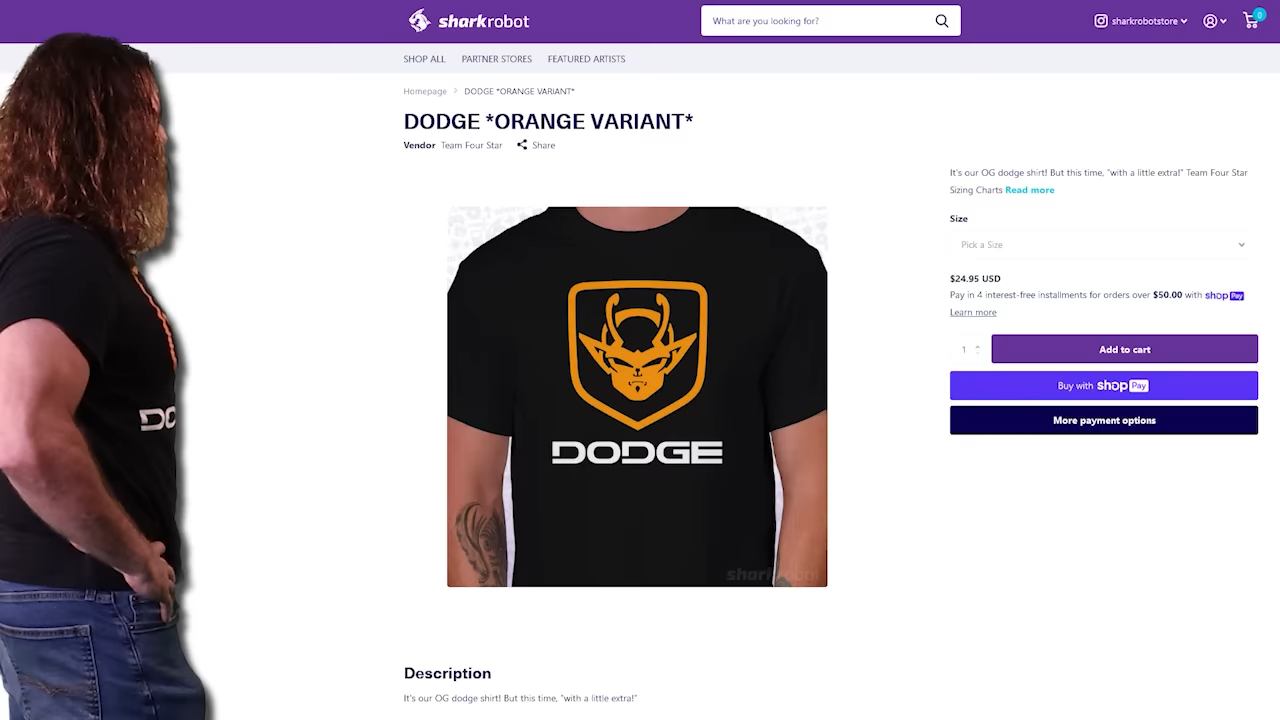 sharkrobot
What are you looking for?
sharkrobotstore
0
SHOP ALL
PARTNER STORES
FEATURED ARTISTS
Homepage
DODGE *ORANGE VARIANT*
DODGE *ORANGE VARIANT*
Vendor Team Four Star
Share
It's our OG dodge shirt! But this time, "with a little extra!" Team Four Star
Sizing Charts Read more
Size
Pick a Size
$24.95 USD
Pay in 4 interest-free installments for orders over $50.00 with shop Pay
Learn more
1
Add to cart
Buy with shop Pay
More payment options
DODGE
DO
sharkrobot
Description
It's our OG dodge shirt! But this time, "with a little extra!"